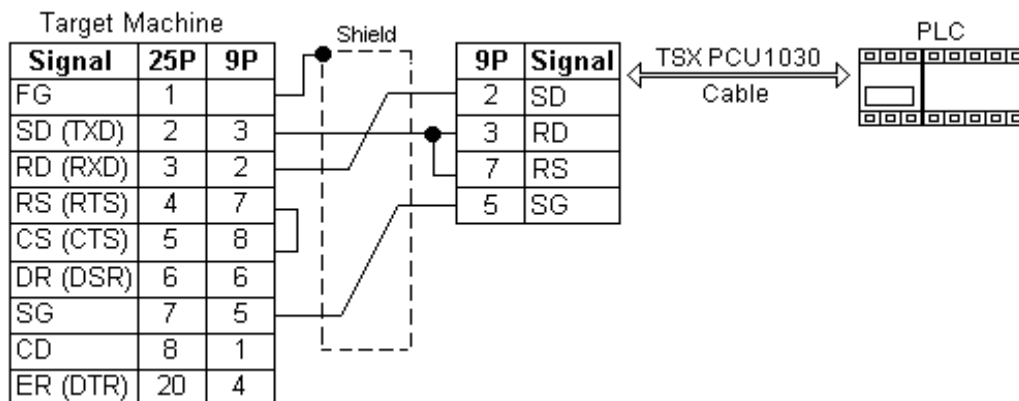 Target Machine
Shield
PLC
Signal 25P 9P
9P Signal
TSX PCU1030
Cable
FG 1
2 SD
SD (TXD) 2 3
3 RD
RD (RXD) 3 2
7 RS
RS (RTS) 4 7
5 SG
CS (CTS) 5 8
DR (DSR) 6 6
SG 7 5
CD 8 1
ER (DTR) 20 4